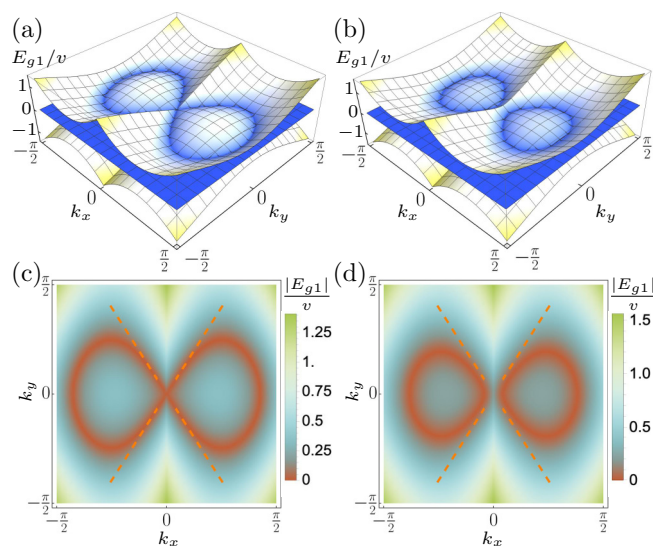 (a) (b)
E_{g1}/v E_{g1}/v
1 1
0 0
−1 −1
−π/2 0 π/2 −π/2 0 π/2 −π/2 0 π/2 −π/2 0 π/2
k_x k_y k_x k_y
(c) (d)
|E_{g1}|/v |E_{g1}|/v
π/2 π/2
1.25 1.5
1. 1.0
0.75
k_y 0 k_y 0
0.5 0.5
0.25
0 0
−π/2 −π/2
−π/2 0 π/2 −π/2 0 π/2
k_x k_x